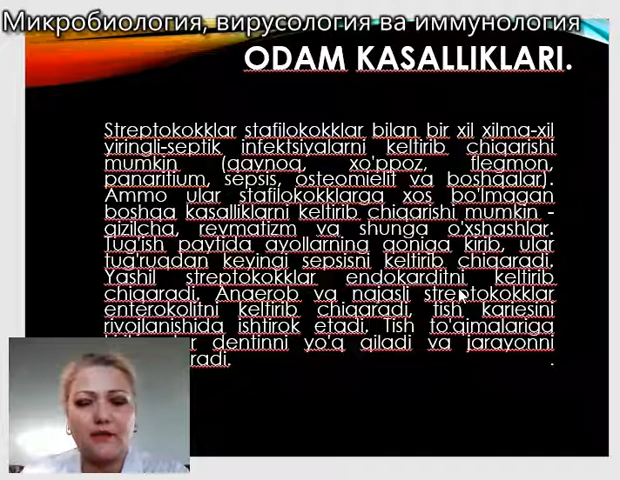 Микробиология, вирусология ва иммунология
ODAM KASALLIKLARI.
Streptokokklar stafilokokklar bilan bir xil xilma-xil
yiringli-septik infektsiyalarni keltirib chiqarishi
mumkin (qaynoq, xo'ppoz, flegmon,
panaritium, sepsis, osteomielit va boshqalar).
Ammo ular stafilokokklarga xos bo'lmagan
boshqa kasalliklarni keltirib chiqarishi mumkin -
qizilcha, revmatizm va shunga o'xshashlar.
Tug'ish paytida ayollarning qoniga kirib, ular
tug'ruqdan keyingi sepsisni keltirib chiqaradi.
Yashil streptokokklar endokarditni keltirib
chiqaradi. Anaerob va najasli streptokokklar
enterokolitni keltirib chiqaradi, tish kariesini
rivojlanishida ishtirok etadi. Tish to'qimalariga
dentinni yo'q qiladi va jarayonni
.